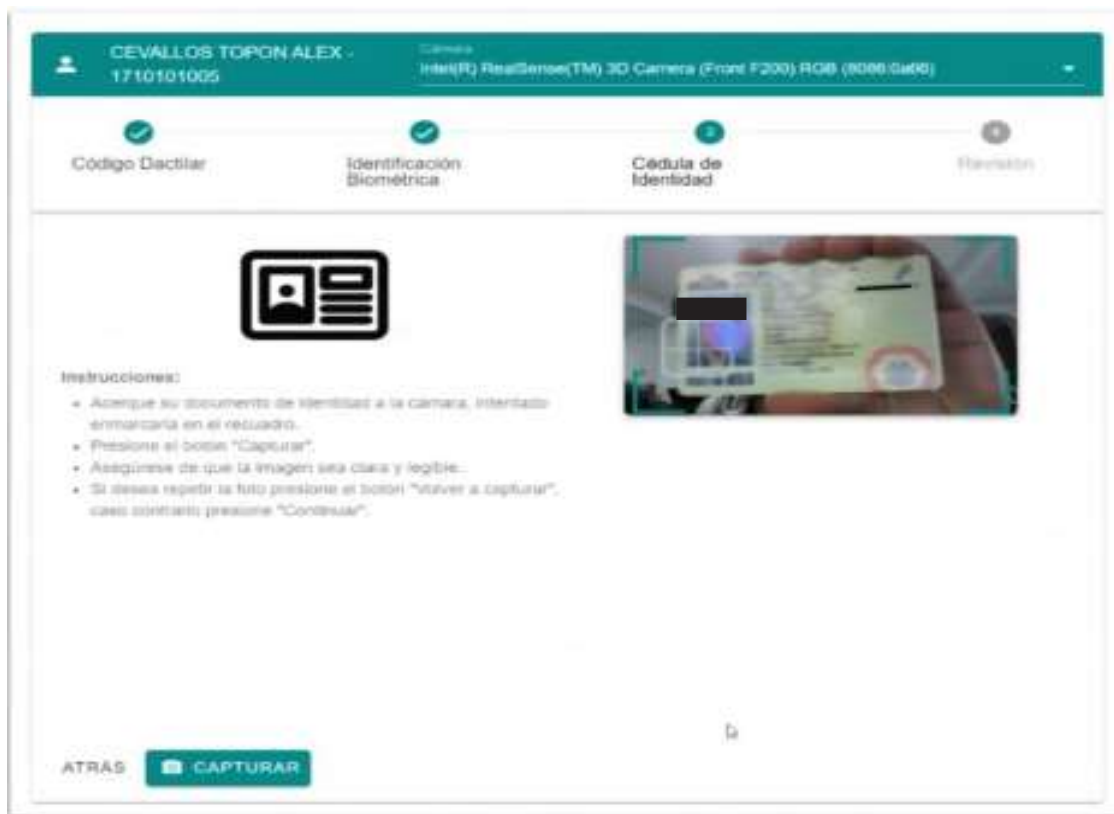 CEVALLOS TOPON ALEX -
1710101005
Cámara
Intel(R) RealSense(TM) 3D Camera (Front F200) RGB (8086:0a66)
Código Dactilar
Identificación
Biométrica
3
Cédula de
Identidad
4
Revisión
Instrucciones:
Acerque su documento de identidad a la cámara, intentado
enmarcarla en el recuadro.
Presione el botón "Capturar".
Asegúrese de que la imagen sea clara y legible.
Si desea repetir la foto presione el botón "Volver a capturar",
caso contrario presione "Continuar".
ATRÁS
CAPTURAR